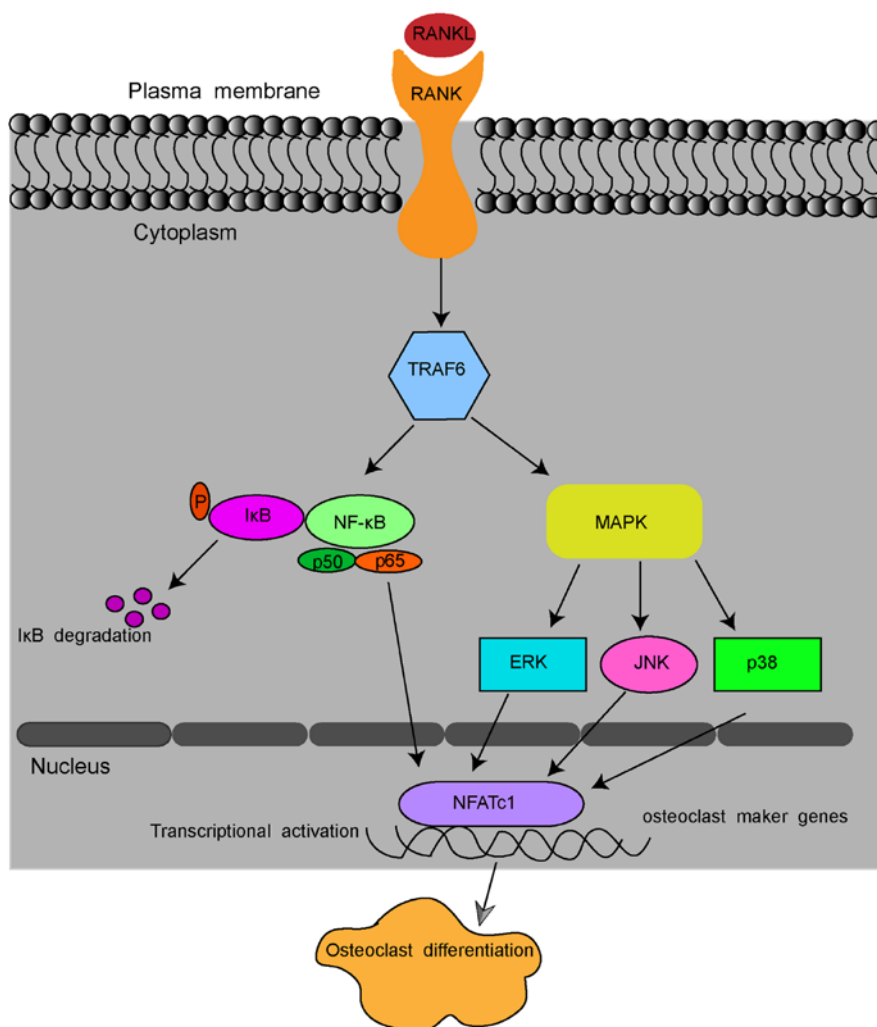 RANKL
RANK
Plasma membrane
Cytoplasm
TRAF6
P
IκB
NF-κB
p50
p65
MAPK
IκB degradation
ERK
JNK
p38
Nucleus
NFATc1
Transcriptional activation
osteoclast maker genes
Osteoclast differentiation